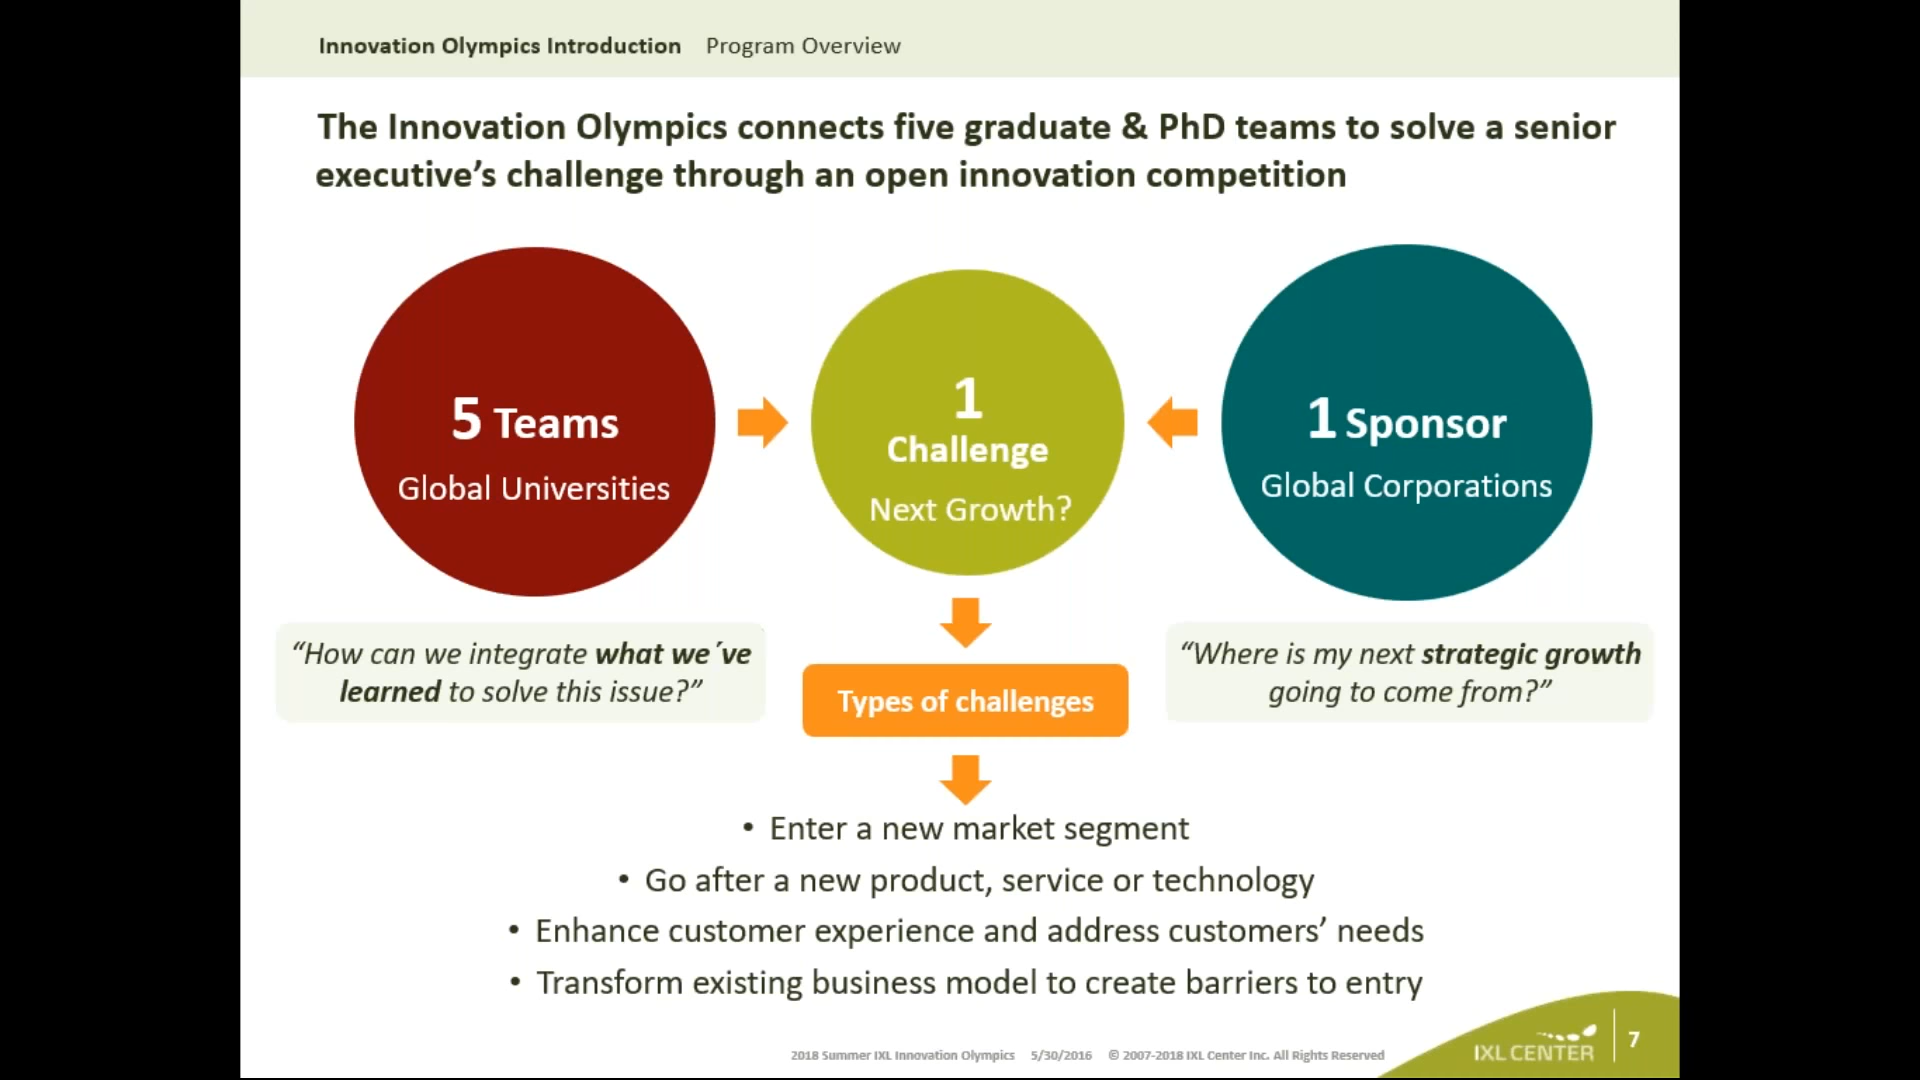 Innovation Olympics Introduction Program Overview
The Innovation Olympics connects five graduate & PhD teams to solve a senior
executive’s challenge through an open innovation competition
5 Teams
Global Universities
1
Challenge
Next Growth?
1 Sponsor
Global Corporations
“How can we integrate what we´ve
learned to solve this issue?”
“Where is my next strategic growth
going to come from?”
Types of challenges
• Enter a new market segment
• Go after a new product, service or technology
• Enhance customer experience and address customers’ needs
• Transform existing business model to create barriers to entry
2018 Summer IXL Innovation Olympics 5/30/2016 © 2007-2018 IXL Center Inc. All Rights Reserved
IXL CENTER
7